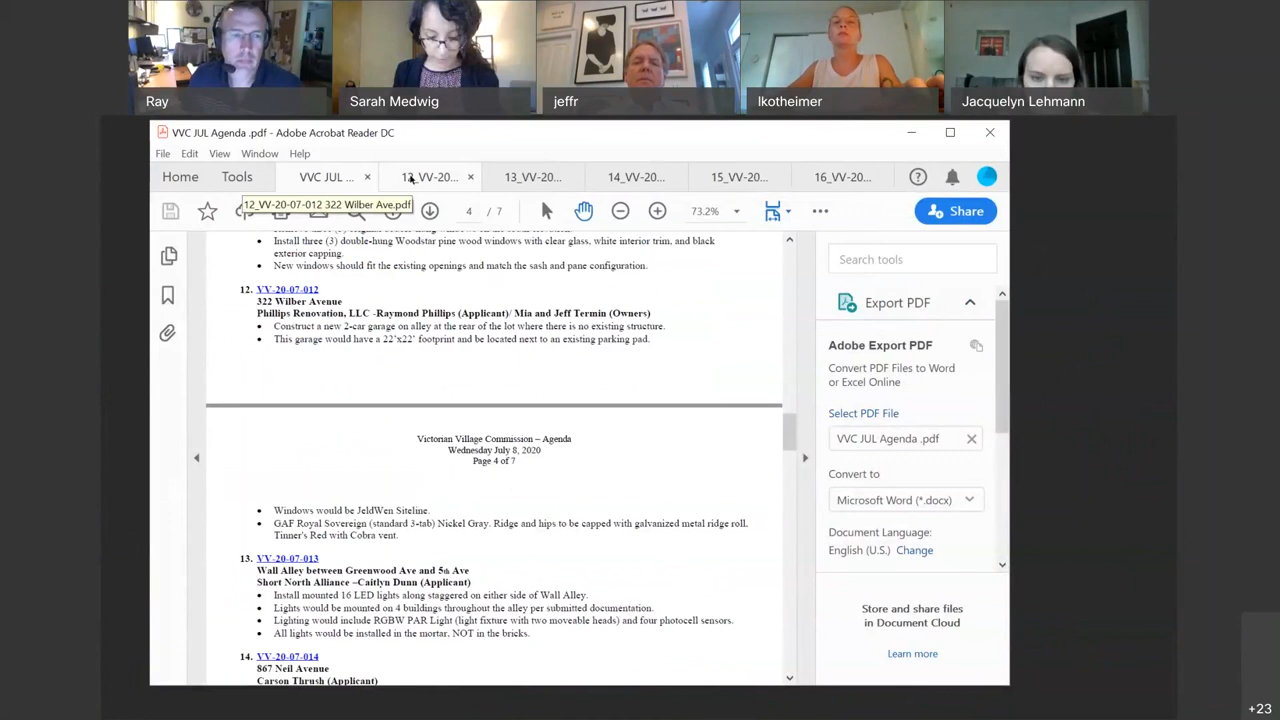 Ray
Sarah Medwig
jeffr
lkotheimer
Jacquelyn Lehmann
VVC JUL Agenda .pdf - Adobe Acrobat Reader DC
File Edit View Window Help
Home Tools VVC JUL ... × 12_VV-20... × 13_VV-20... 14_VV-20... 15_VV-20... 16_VV-20...
12_VV-20-07-012 322 Wilber Ave.pdf
4 / 7 73.2% Share
• Install three (3) double-hung Woodstar pine wood windows with clear glass, white interior trim, and black
exterior capping.
• New windows should fit the existing openings and match the sash and pane configuration.
12. VV-20-07-012
322 Wilber Avenue
Phillips Renovation, LLC -Raymond Phillips (Applicant)/ Mia and Jeff Termin (Owners)
• Construct a new 2-car garage on alley at the rear of the lot where there is no existing structure.
• This garage would have a 22'x22' footprint and be located next to an existing parking pad.
Victorian Village Commission – Agenda
Wednesday July 8, 2020
Page 4 of 7
• Windows would be JeldWen Siteline.
• GAF Royal Sovereign (standard 3-tab) Nickel Gray. Ridge and hips to be capped with galvanized metal ridge roll,
Tinner's Red with Cobra vent.
13. VV-20-07-013
Wall Alley between Greenwood Ave and 5th Ave
Short North Alliance –Caitlyn Dunn (Applicant)
• Install mounted 16 LED lights along staggered on either side of Wall Alley.
• Lights would be mounted on 4 buildings throughout the alley per submitted documentation.
• Lighting would include RGBW PAR Light (light fixture with two moveable heads) and four photocell sensors.
• All lights would be installed in the mortar, NOT in the bricks.
14. VV-20-07-014
867 Neil Avenue
Carson Thrush (Applicant)
Search tools
Export PDF
Adobe Export PDF
Convert PDF Files to Word
or Excel Online
Select PDF File
VVC JUL Agenda .pdf ×
Convert to
Microsoft Word (*.docx)
Document Language:
English (U.S.) Change
Store and share files
in Document Cloud
Learn more
+23